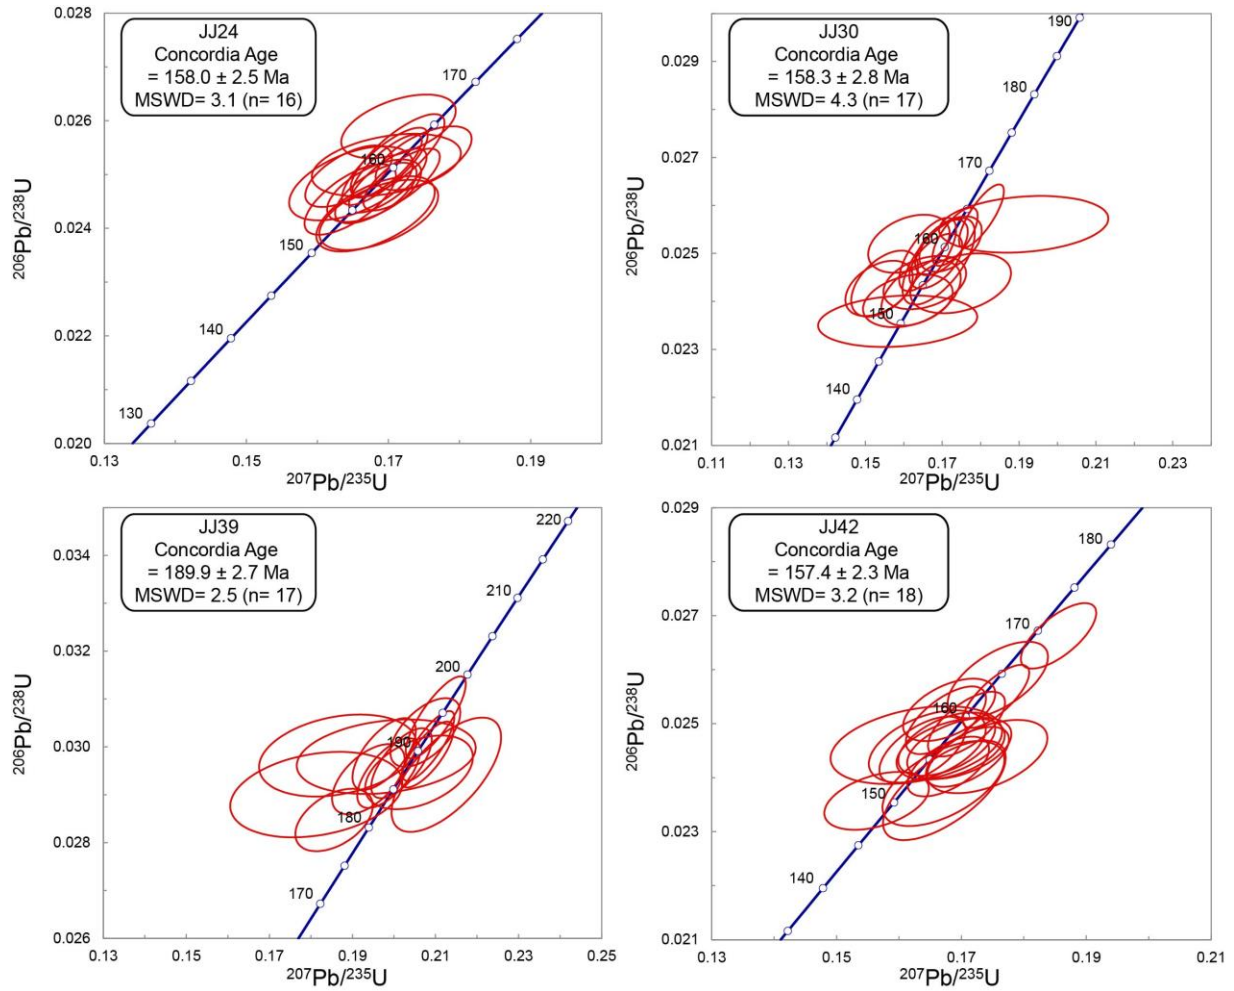 JJ24
Concordia Age
= 158.0 ± 2.5 Ma
MSWD= 3.1 (n= 16)
0.028
0.026
0.024
0.022
0.020
206Pb/238U
170
160
150
140
130
0.13
0.15
0.17
0.19
207Pb/235U
JJ30
Concordia Age
= 158.3 ± 2.8 Ma
MSWD= 4.3 (n= 17)
0.029
0.027
0.025
0.023
0.021
206Pb/238U
190
180
170
160
150
140
0.11
0.13
0.15
0.17
0.19
0.21
0.23
207Pb/235U
JJ39
Concordia Age
= 189.9 ± 2.7 Ma
MSWD= 2.5 (n= 17)
0.034
0.032
0.030
0.028
0.026
206Pb/238U
220
210
200
190
180
170
0.13
0.15
0.17
0.19
0.21
0.23
0.25
207Pb/235U
JJ42
Concordia Age
= 157.4 ± 2.3 Ma
MSWD= 3.2 (n= 18)
0.029
0.027
0.025
0.023
0.021
206Pb/238U
180
170
160
150
140
0.13
0.15
0.17
0.19
0.21
207Pb/235U